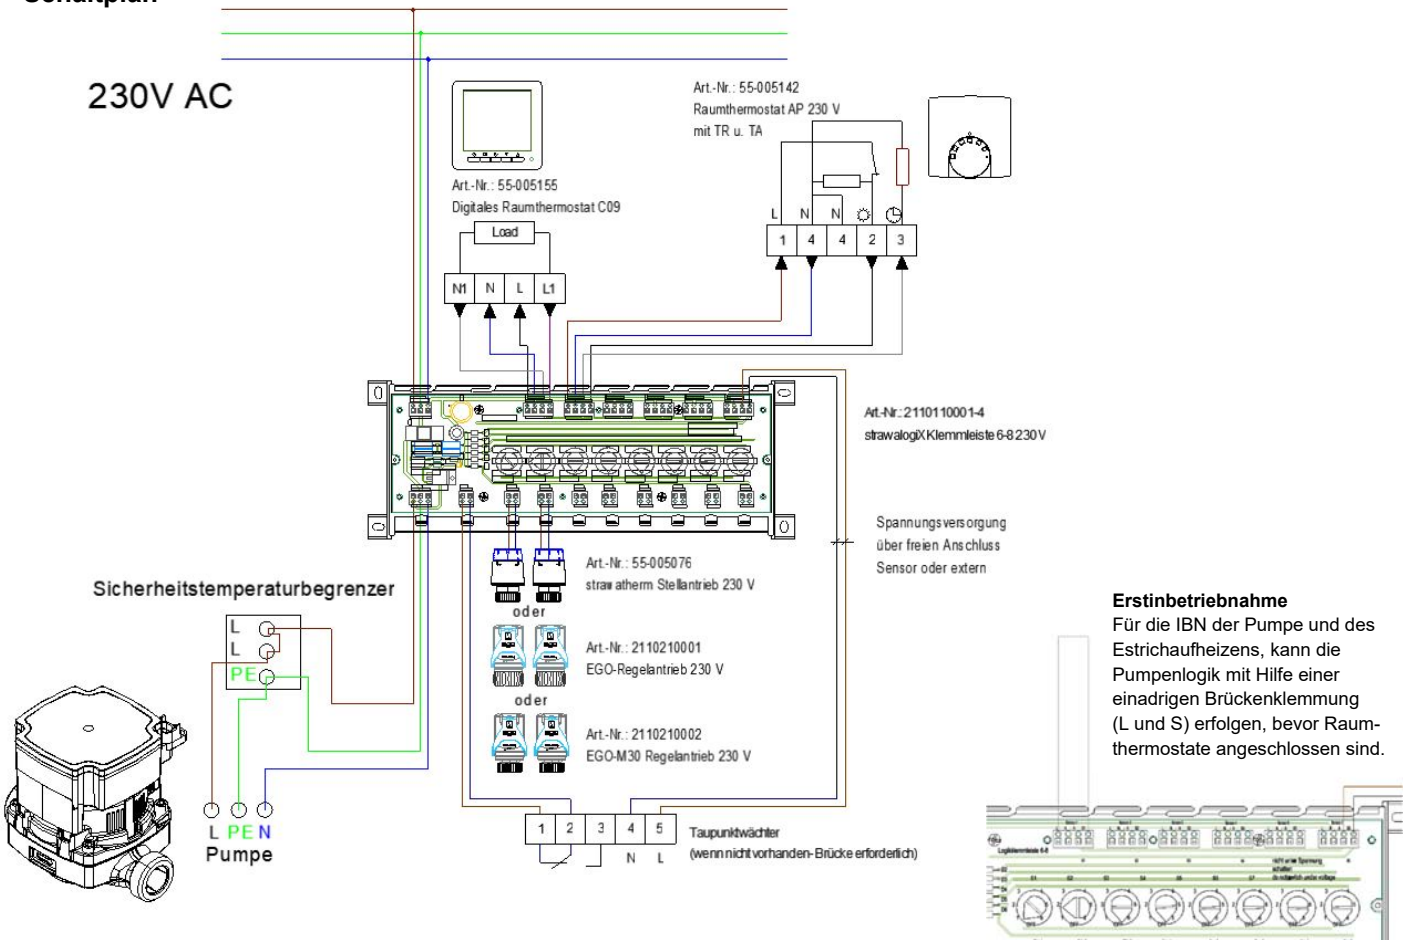 Schaltplan
230V AC
Art.-Nr.: 55-005142
Raumthermostat AP 230 V
mit TR u. TA
Art.-Nr.: 55-005155
Digitales Raumthermostat C09
Load
N1 N L L1
L N N
1 4 4 2 3
Art.-Nr.: 2110110001-4
strawalogiX Klemmleiste 6-8 230 V
Spannungsversorgung
über freien Anschluss
Sensor oder extern
Art.-Nr.: 55-005076
strawatherm Stellantrieb 230 V
oder
Art.-Nr.: 2110210001
EGO-Regelantrieb 230 V
oder
Art.-Nr.: 2110210002
EGO-M30 Regelantrieb 230 V
Sicherheitstemperaturbegrenzer
L
L
PE
L PE N
Pumpe
1 2 3 4 5
N L
Taupunktwächter
(wenn nicht vorhanden- Brücke erforderlich)
Erstinbetriebnahme
Für die IBN der Pumpe und des
Estrichaufheizens, kann die
Pumpenlogik mit Hilfe einer
einadrigen Brückenklemmung
(L und S) erfolgen, bevor Raum-
thermostate angeschlossen sind.
Logikklemmleiste 6-8